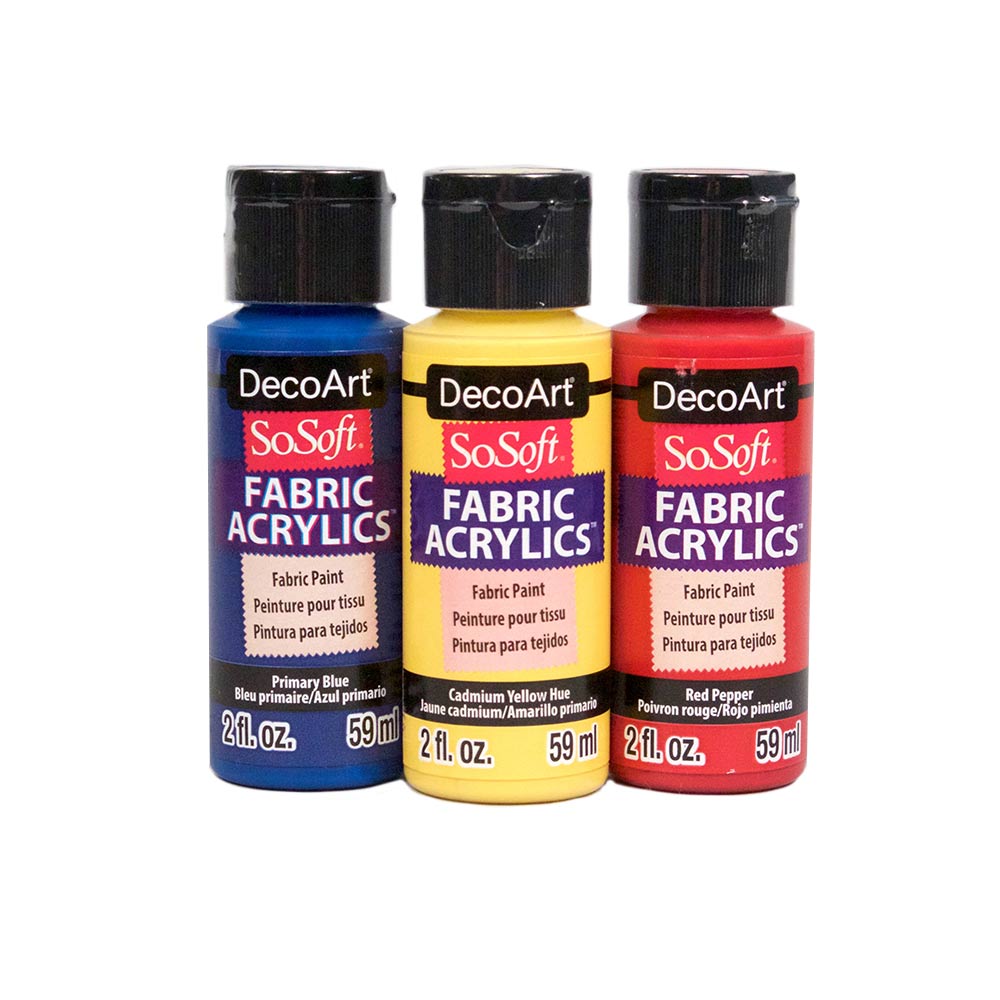 DecoArt®
SoSoft®
FABRIC
ACRYLICS™
Fabric Paint
Peinture pour tissu
Pintura para tejidos
Primary Blue
Bleu primaire/Azul primario
2 fl. oz. 59 ml
DecoArt®
SoSoft®
FABRIC
ACRYLICS™
Fabric Paint
Peinture pour tissu
Pintura para tejidos
Cadmium Yellow Hue
Jaune cadmium/Amarillo primario
2 fl. oz. 59 ml
DecoArt®
SoSoft®
FABRIC
ACRYLICS™
Fabric Paint
Peinture pour tissu
Pintura para tejidos
Red Pepper
Poivron rouge/Rojo pimienta
2 fl. oz. 59 ml